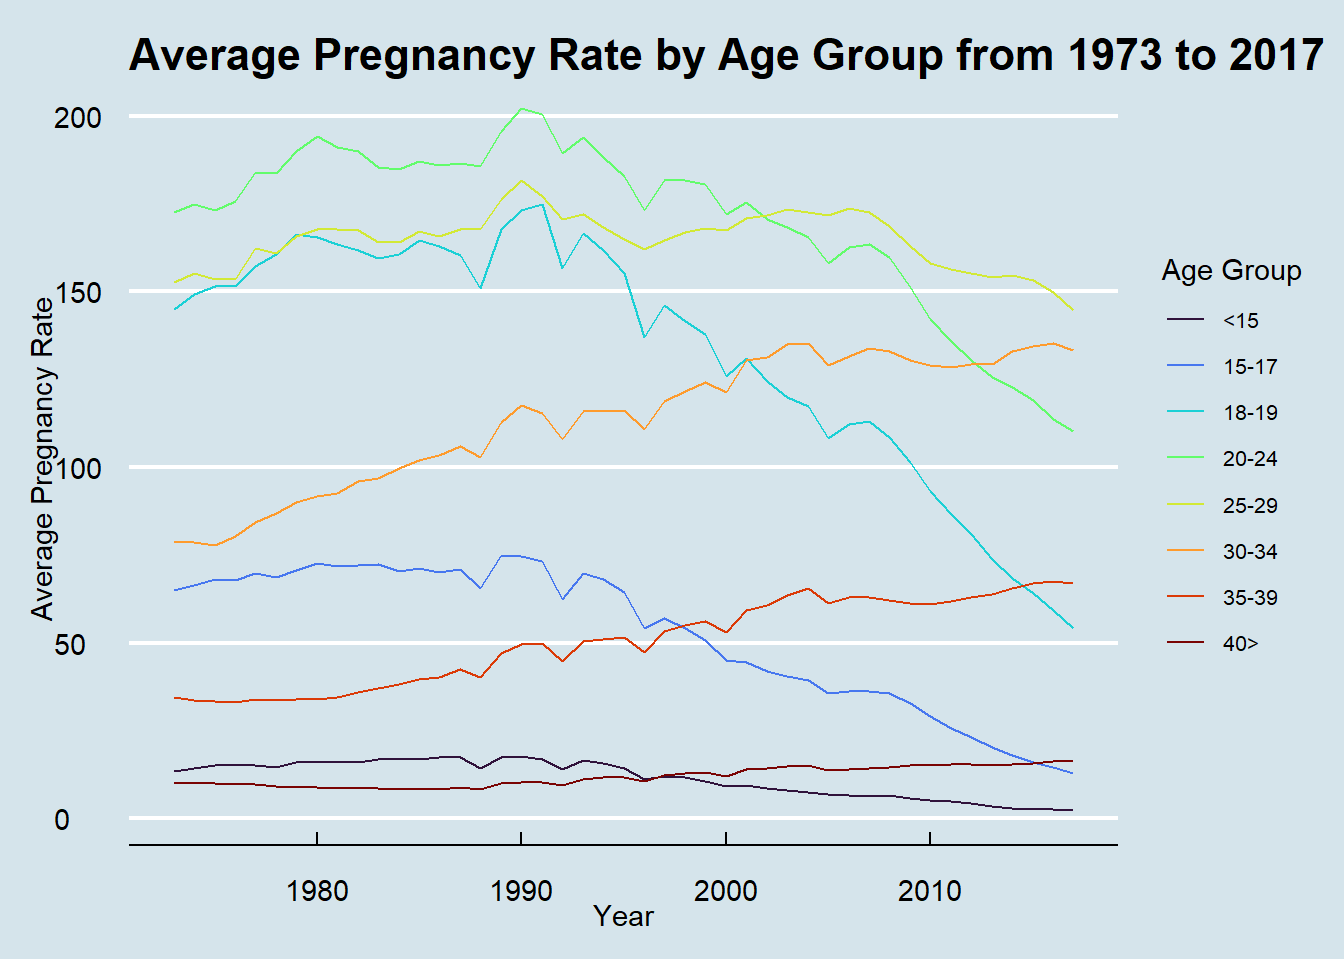 Average Pregnancy Rate by Age Group from 1973 to 2017
Average Pregnancy Rate
200
150
100
50
0
1980 1990 2000 2010
Year
Age Group
<15
15-17
18-19
20-24
25-29
30-34
35-39
40>